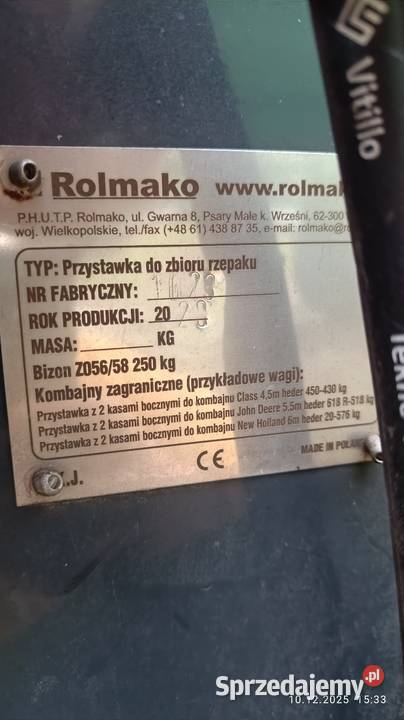 Vitillo
Rolmako www.rolmak
P.H.U.T.P. Rolmako, ul. Gwarna 8, Psary Małe k. Wrześni, 62-300
woj. Wielkopolskie, tel./fax (+48 61) 438 87 35, e-mail: rolmako@ro
TYP: Przystawka do zbioru rzepaku
NR FABRYCZNY:
ROK PRODUKCJI: 20 23
MASA: KG
Bizon Z056/58 250 kg
Kombajny zagraniczne (przykładowe wagi):
Przystawka z 2 kasami bocznymi do kombajnu Class 4,5m heder 450-430 kg
Przystawka z 2 kasami bocznymi do kombajnu John Deere 5,5m heder 618 R-518 kg
Przystawka z 2 kasami bocznymi do kombajnu New Holland 6m heder 20-576 kg
CE MADE IN POLAN
K.J.
Tekno
Sprzedajemy.pl
10.12.2025 15:33